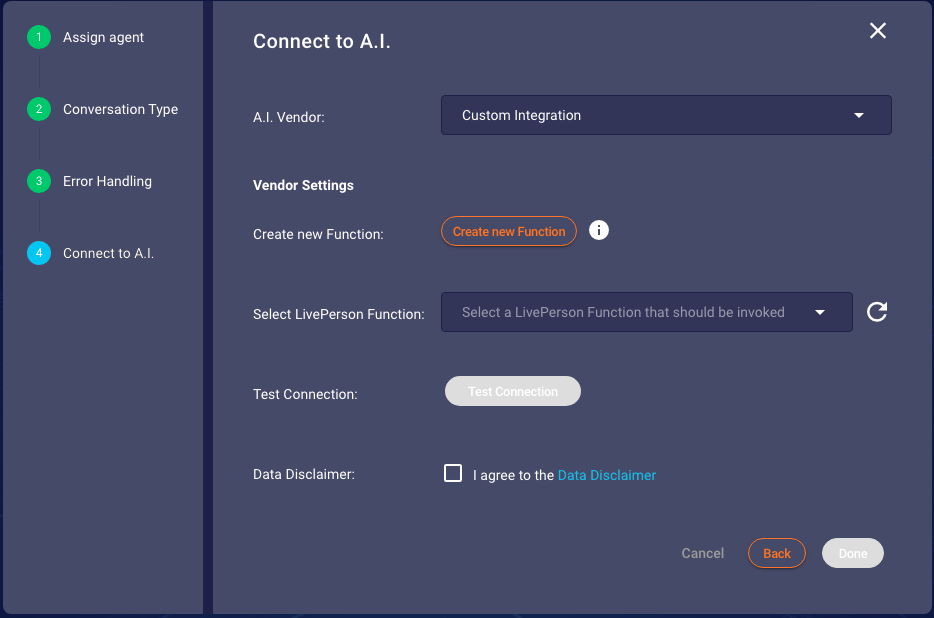 1 Assign agent
2 Conversation Type
3 Error Handling
4 Connect to A.I.
Connect to A.I.
A.I. Vendor: Custom Integration
Vendor Settings
Create new Function: Create new Function i
Select LivePerson Function: Select a LivePerson Function that should be invoked
Test Connection: Test Connection
Data Disclaimer: I agree to the Data Disclaimer
Cancel Back Done